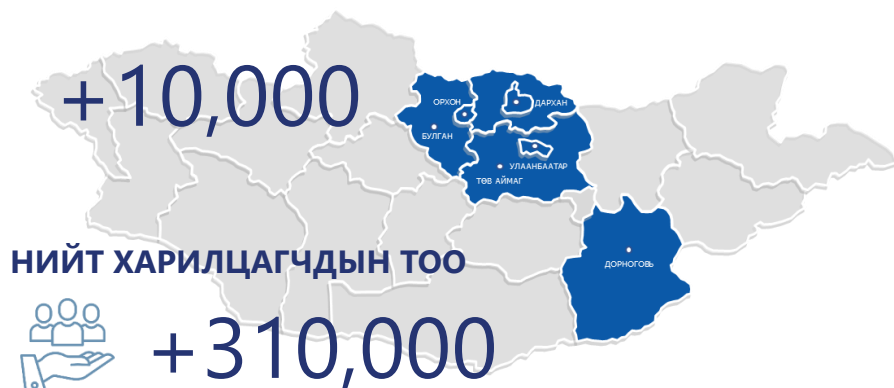 +10,000
ОРХОН
ДАРХАН
БУЛГАН
УЛААНБААТАР
ТӨВ АЙМАГ
НИЙТ ХАРИЛЦАГЧДЫН ТОО
ДОРНОГОВЬ
+310,000